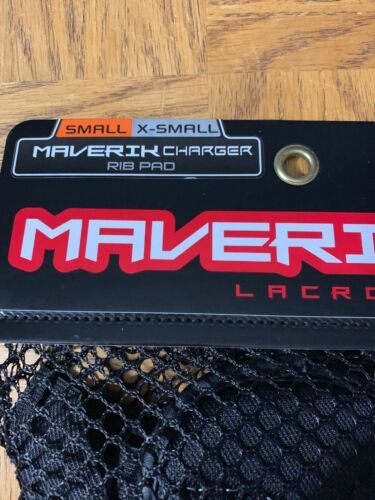 SMALL X-SMALL
MAVERIK CHARGER
RIB PAD
MAVERI
LACRO